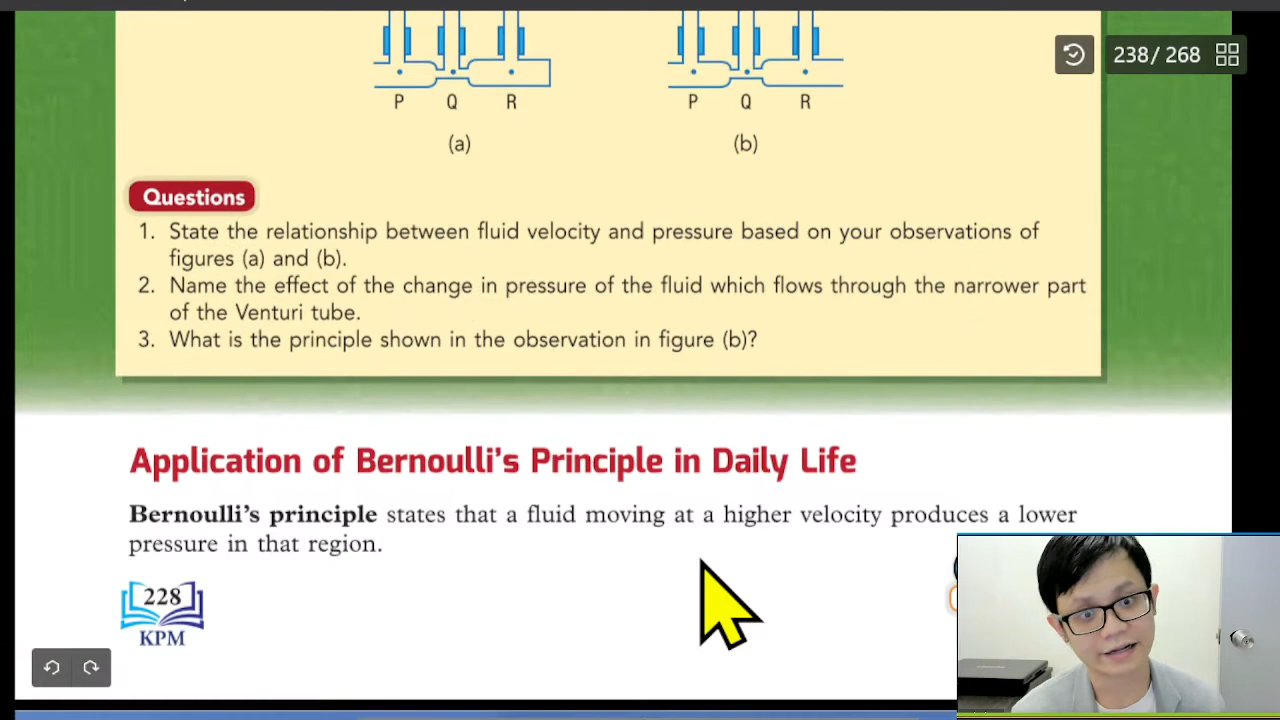 238/ 268
P Q R P Q R
(a) (b)
Questions
1. State the relationship between fluid velocity and pressure based on your observations of
figures (a) and (b).
2. Name the effect of the change in pressure of the fluid which flows through the narrower part
of the Venturi tube.
3. What is the principle shown in the observation in figure (b)?
Application of Bernoulli's Principle in Daily Life
Bernoulli's principle states that a fluid moving at a higher velocity produces a lower
pressure in that region.
228
KPM